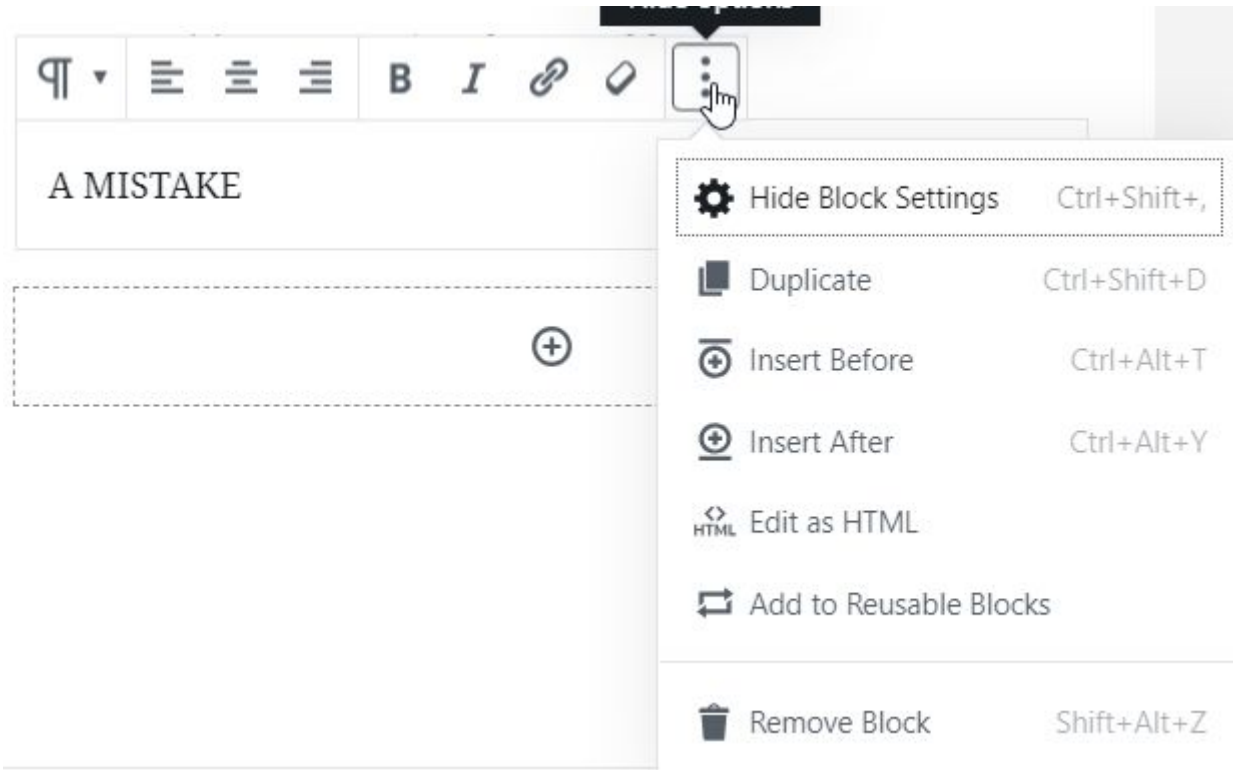 B I
A MISTAKE
Hide Block Settings Ctrl+Shift+,
Duplicate Ctrl+Shift+D
Insert Before Ctrl+Alt+T
Insert After Ctrl+Alt+Y
HTML Edit as HTML
Add to Reusable Blocks
Remove Block Shift+Alt+Z